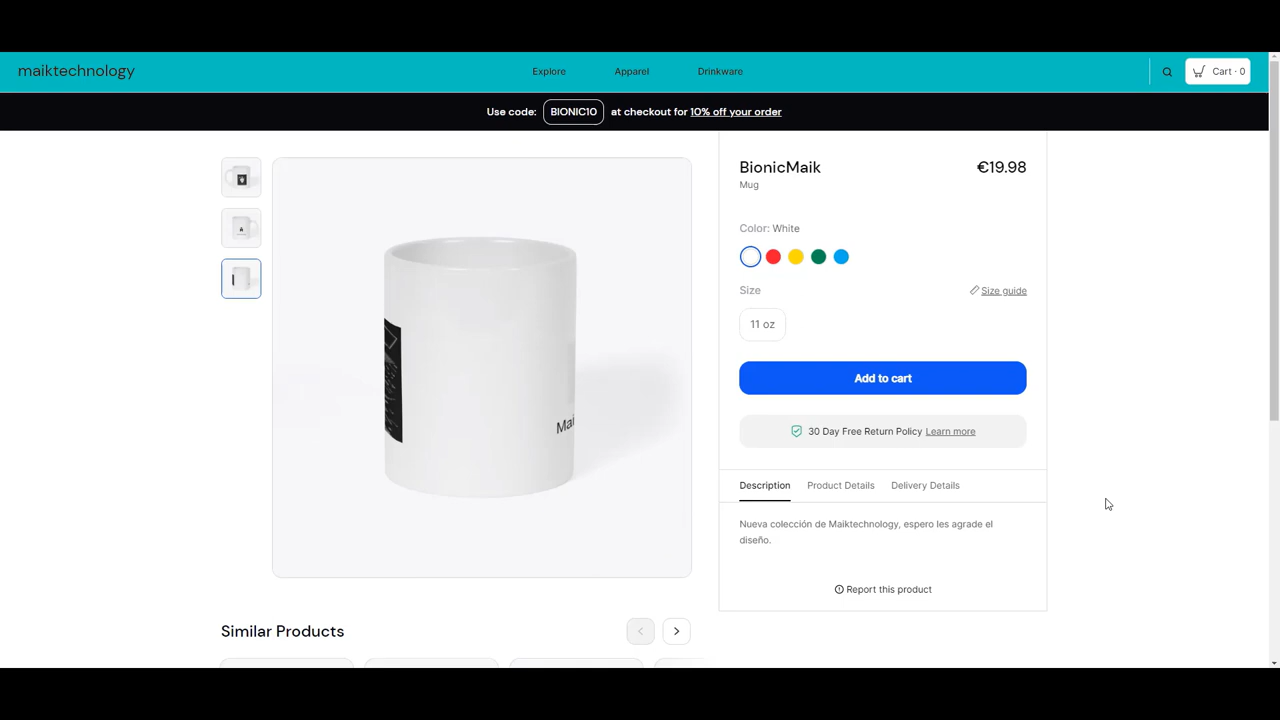 maiktechnology
Explore
Apparel
Drinkware
Cart · 0
Use code: BIONIC10 at checkout for 10% off your order
BionicMaik
€19.98
Mug
Color: White
Size
Size guide
11 oz
Add to cart
30 Day Free Return Policy Learn more
Description
Product Details
Delivery Details
Nueva colección de Maiktechnology, espero les agrade el
diseño.
Report this product
Mai
Similar Products